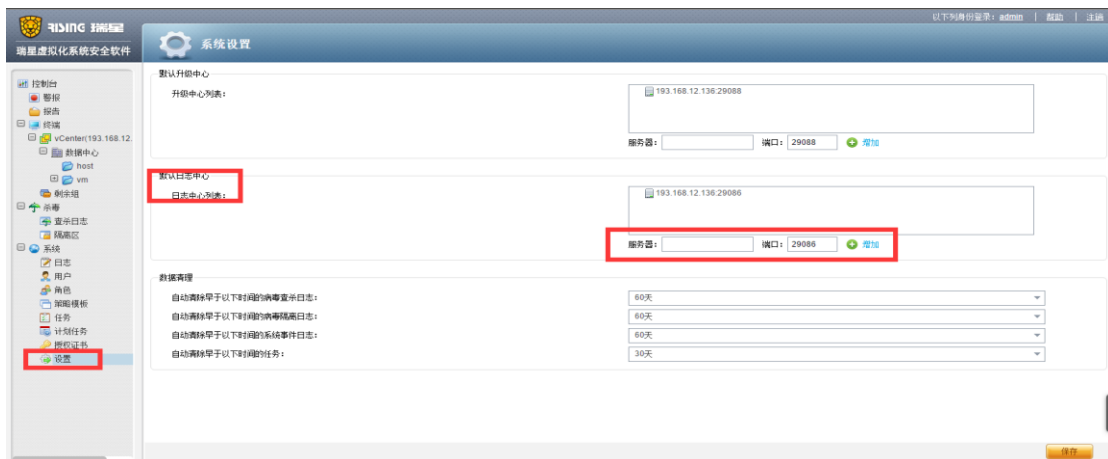 以下列身份登录：admin | 帮助 | 注销
RISING 瑞星
瑞星虚拟化系统安全软件
系统设置
控制台
警报
报告
终端
vCenter(193.168.12.
数据中心
host
vm
剩余组
杀毒
查杀日志
隔离区
系统
日志
用户
角色
策略模板
任务
计划任务
授权证书
设置
默认升级中心
升级中心列表：
193.168.12.136:29088
服务器： 端口： 29088 增加
默认日志中心
日志中心列表：
193.168.12.136:29086
服务器： 端口： 29086 增加
数据清理
自动清除早于以下时间的病毒查杀日志： 60天
自动清除早于以下时间的病毒隔离日志： 60天
自动清除早于以下时间的系统事件日志： 60天
自动清除早于以下时间的任务： 30天
保存